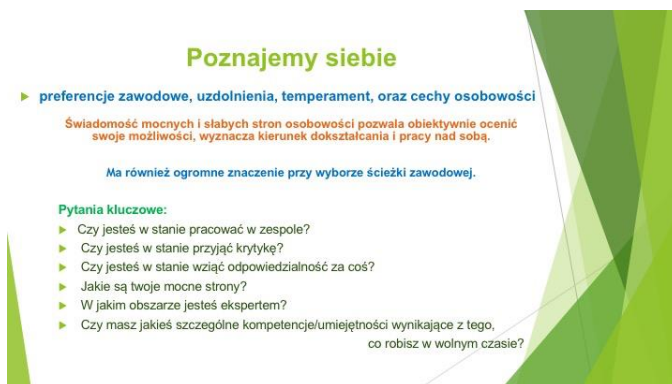 Poznajemy siebie
preferencje zawodowe, uzdolnienia, temperament, oraz cechy osobowości
Świadomość mocnych i słabych stron osobowości pozwala obiektywnie ocenić
swoje możliwości, wyznacza kierunek dokształcania i pracy nad sobą.
Ma również ogromne znaczenie przy wyborze ścieżki zawodowej.
Pytania kluczowe:
Czy jesteś w stanie pracować w zespole?
Czy jesteś w stanie przyjąć krytykę?
Czy jesteś w stanie wziąć odpowiedzialność za coś?
Jakie są twoje mocne strony?
W jakim obszarze jesteś ekspertem?
Czy masz jakieś szczególne kompetencje/umiejętności wynikające z tego,
co robisz w wolnym czasie?